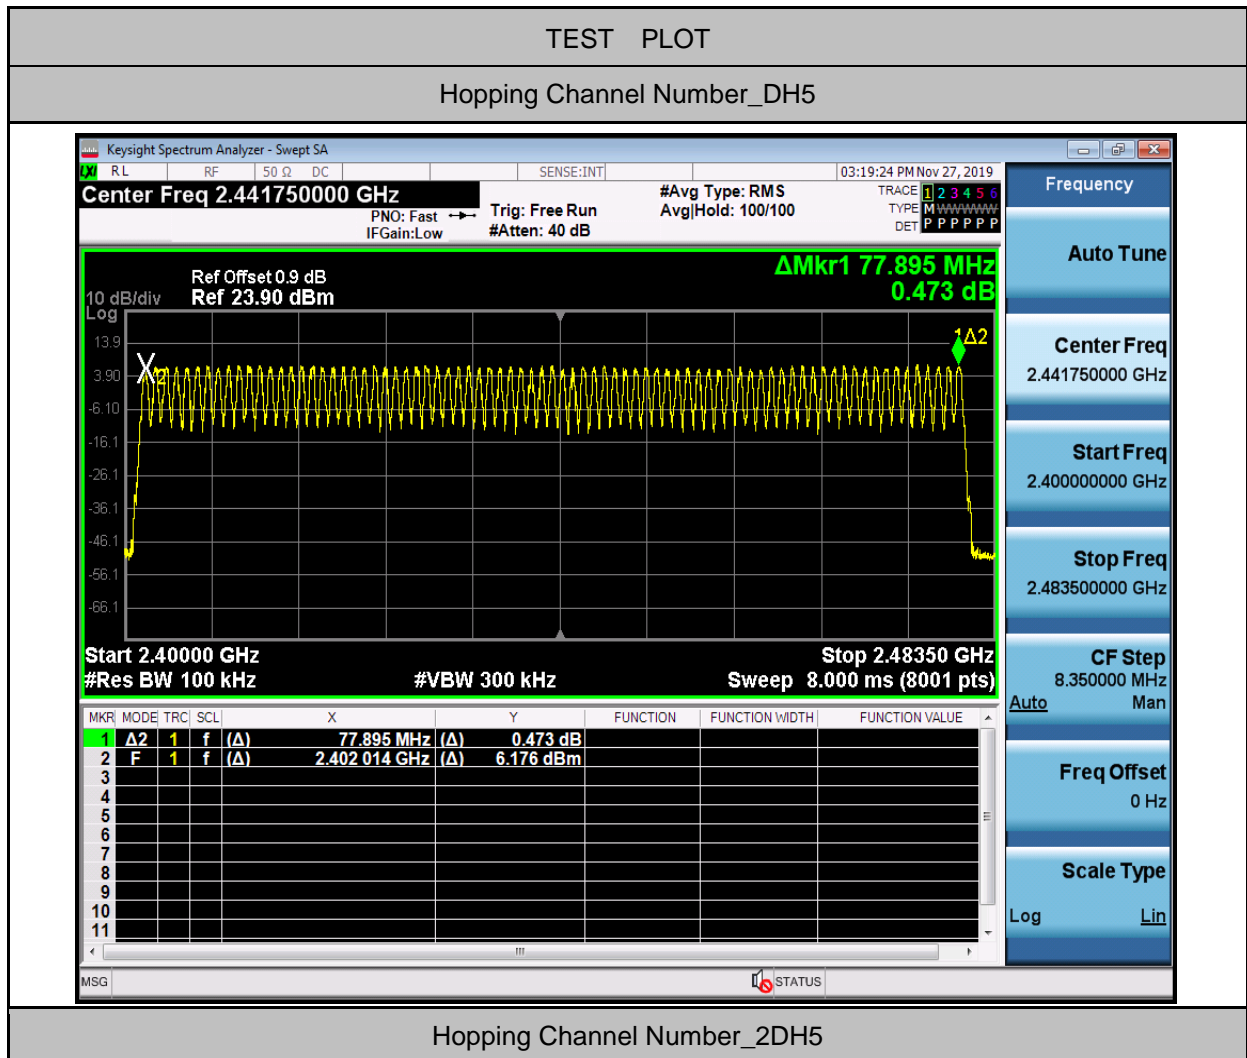 TEST PLOT
Hopping Channel Number_DH5
Keysight Spectrum Analyzer - Swept SA
LXI RL RF 50 Ω DC SENSE:INT 03:19:24 PM Nov 27, 2019
Center Freq 2.441750000 GHz
PNO: Fast
IFGain:Low
Trig: Free Run
#Atten: 40 dB
#Avg Type: RMS
Avg|Hold: 100/100
TRACE 1 2 3 4 5 6
TYPE M W W W W W
DET P P P P P P
ΔMkr1 77.895 MHz
0.473 dB
Ref Offset 0.9 dB
10 dB/div Ref 23.90 dBm
Log
13.9
3.90
-6.10
-16.1
-26.1
-36.1
-46.1
-56.1
-66.1
X2
1Δ2
Start 2.40000 GHz Stop 2.48350 GHz
#Res BW 100 kHz #VBW 300 kHz Sweep 8.000 ms (8001 pts)
MKR MODE TRC SCL X Y FUNCTION FUNCTION WIDTH FUNCTION VALUE
1 Δ2 1 f (Δ) 77.895 MHz (Δ) 0.473 dB
2 F 1 f (Δ) 2.402 014 GHz (Δ) 6.176 dBm
3
4
5
6
7
8
9
10
11
MSG STATUS
Frequency
Auto Tune
Center Freq
2.441750000 GHz
Start Freq
2.400000000 GHz
Stop Freq
2.483500000 GHz
CF Step
8.350000 MHz
Auto Man
Freq Offset
0 Hz
Scale Type
Log Lin
Hopping Channel Number_2DH5